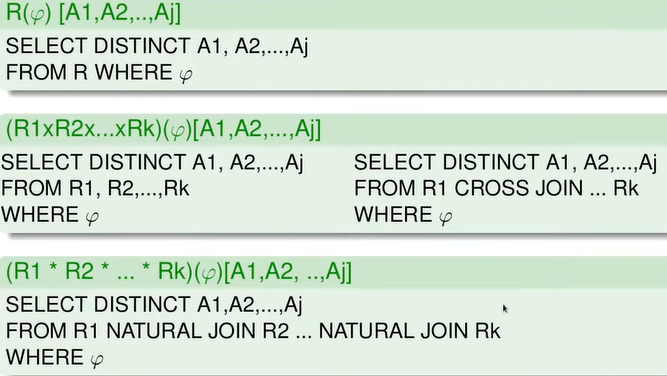 R(φ) [A1,A2,..,Aj]
SELECT DISTINCT A1, A2,...,Aj
FROM R WHERE φ
(R1xR2x...xRk)(φ)[A1,A2,...,Aj]
SELECT DISTINCT A1, A2,...,Aj
FROM R1, R2,...,Rk
WHERE φ
SELECT DISTINCT A1, A2,...,Aj
FROM R1 CROSS JOIN ... Rk
WHERE φ
(R1 * R2 * ... * Rk)(φ)[A1,A2, ..,Aj]
SELECT DISTINCT A1,A2,...,Aj
FROM R1 NATURAL JOIN R2 ... NATURAL JOIN Rk
WHERE φ